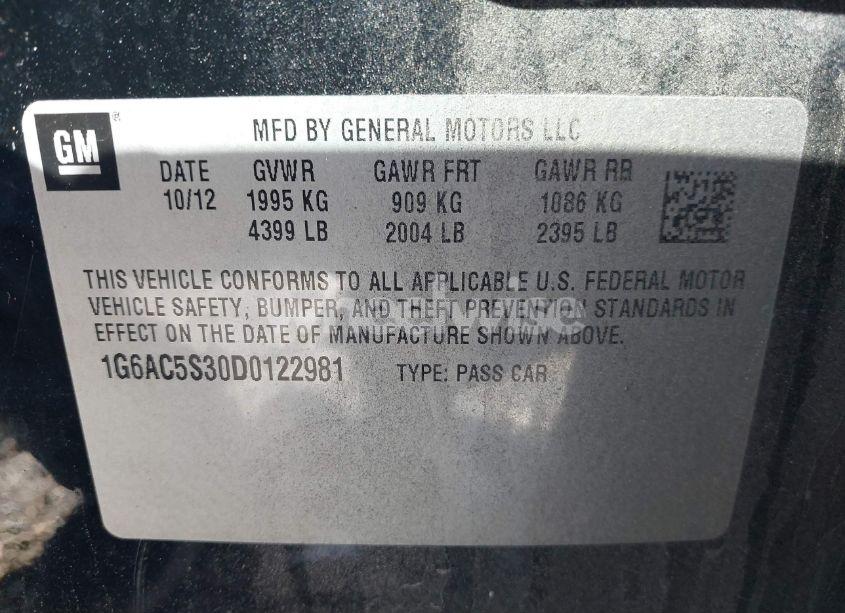 GM
®
MFD BY GENERAL MOTORS LLC
DATE GVWR GAWR FRT GAWR RR
10/12 1995 KG 909 KG 1086 KG
4399 LB 2004 LB 2395 LB
THIS VEHICLE CONFORMS TO ALL APPLICABLE U.S. FEDERAL MOTOR
VEHICLE SAFETY, BUMPER, AND THEFT PREVENTION STANDARDS IN
EFFECT ON THE DATE OF MANUFACTURE SHOWN ABOVE.
1G6AC5S30D0122981 TYPE: PASS CAR